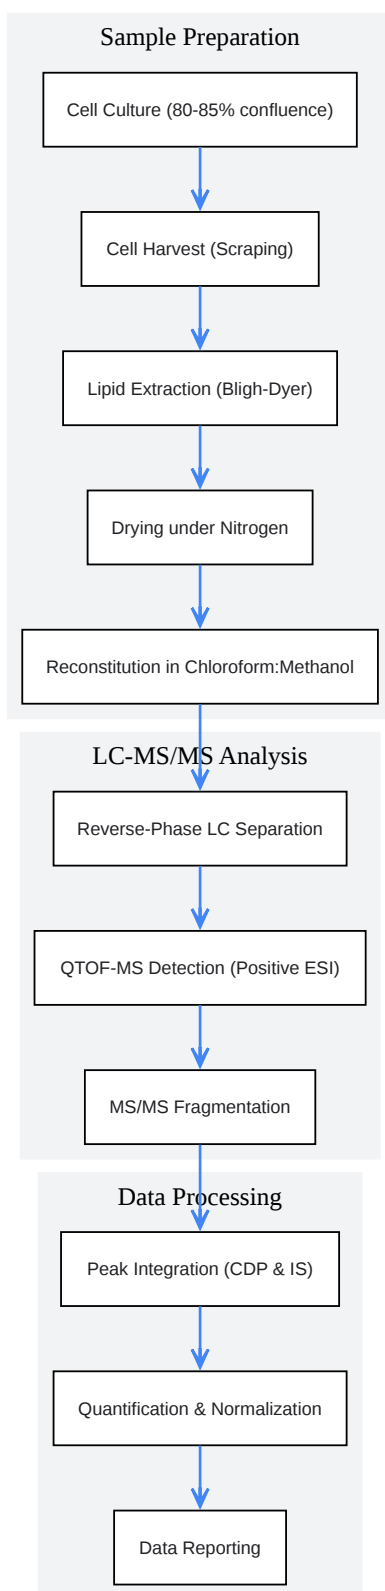 Sample Preparation
Cell Culture (80-85% confluence)
Cell Harvest (Scraping)
Lipid Extraction (Bligh-Dyer)
Drying under Nitrogen
Reconstitution in Chloroform:Methanol
LC-MS/MS Analysis
Reverse-Phase LC Separation
QTOF-MS Detection (Positive ESI)
MS/MS Fragmentation
Data Processing
Peak Integration (CDP & IS)
Quantification & Normalization
Data Reporting